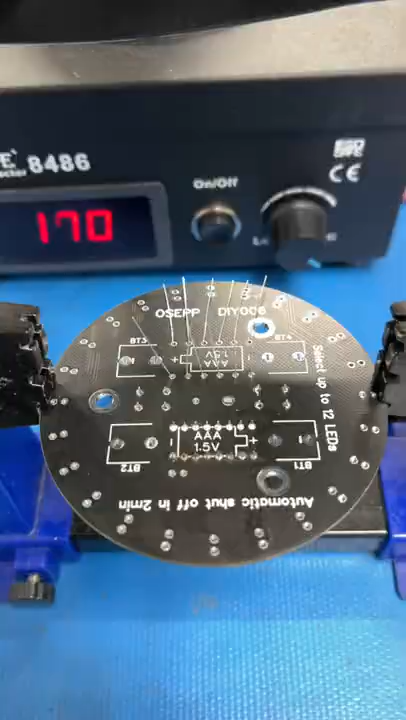 8486
On/Off
CE
170
OSEPP DIY006
BT3
BT4
+
AAA
1.5V
Select up to 12 LEDs
AAA
1.5V
+
BT2
BT1
Automatic shut off in 2min